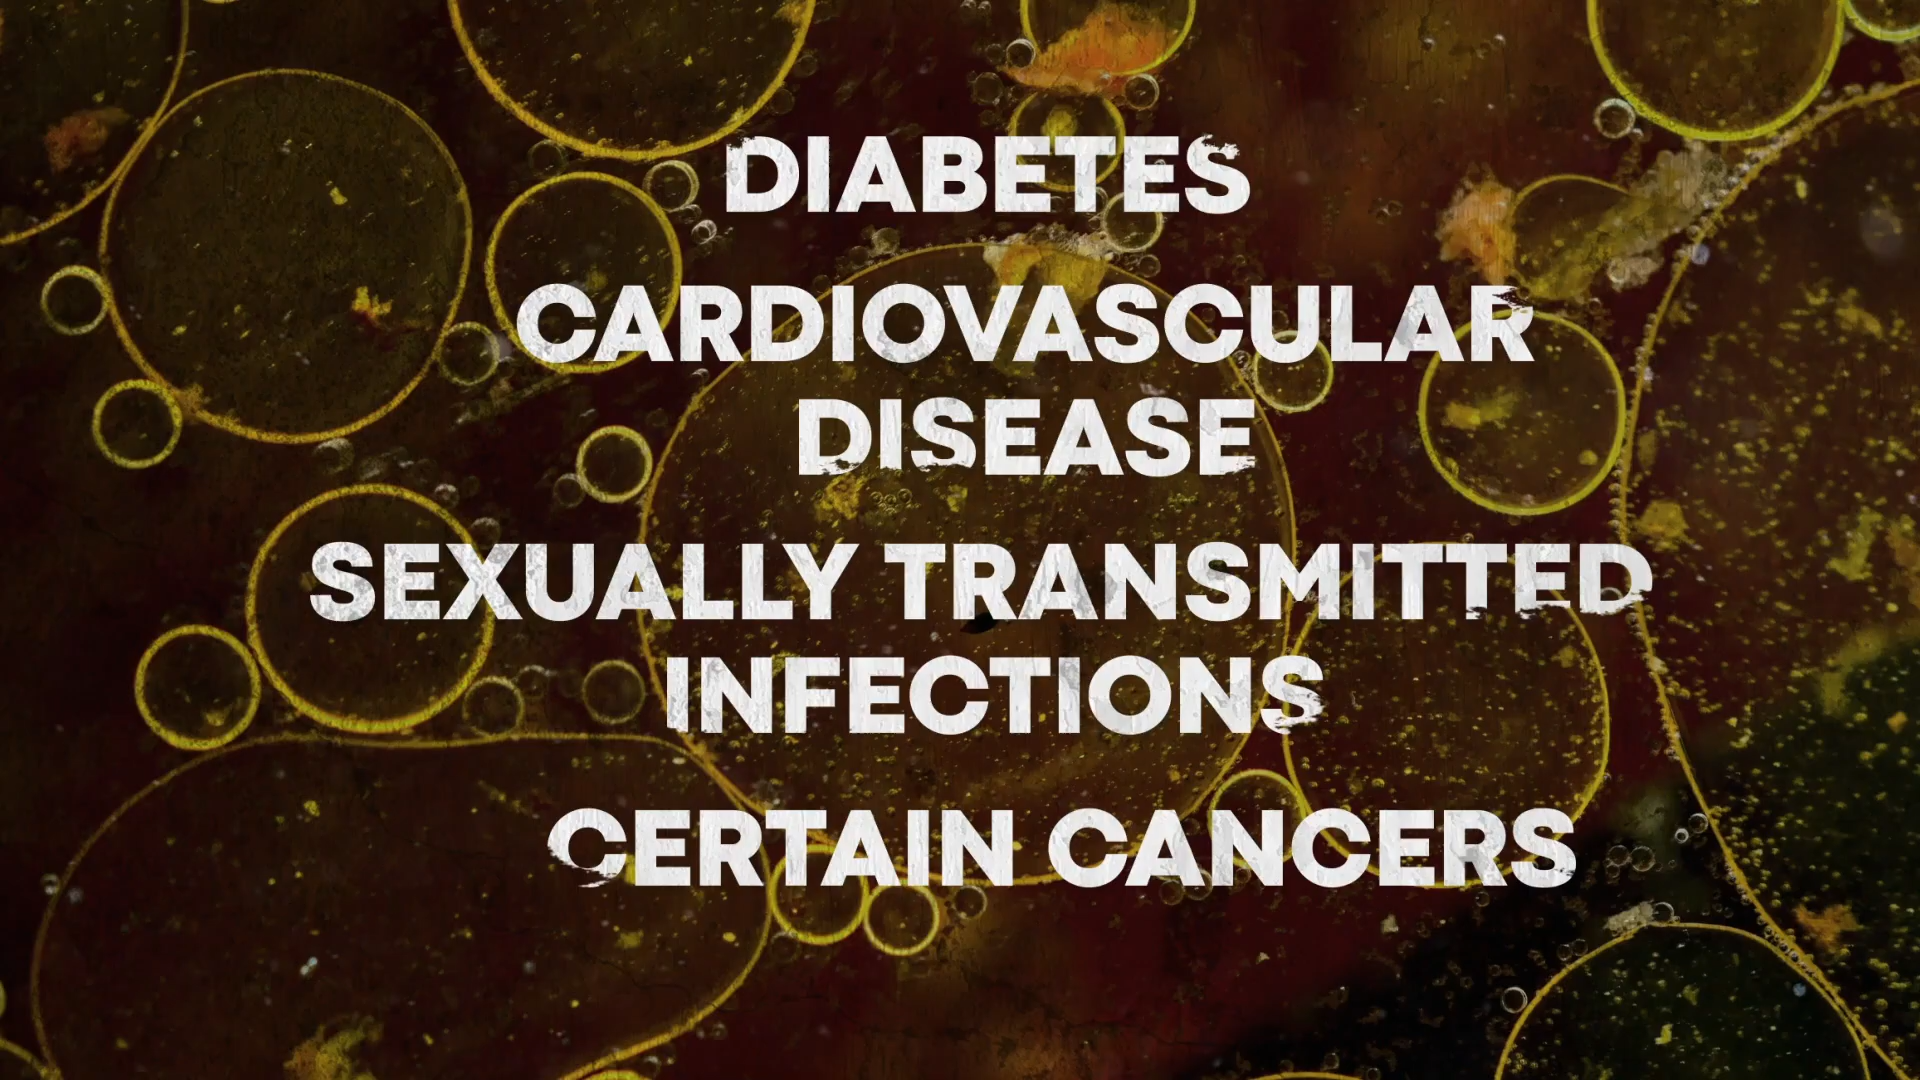 DIABETES
CARDIOVASCULAR
DISEASE
SEXUALLY TRANSMITTED
INFECTIONS
CERTAIN CANCERS